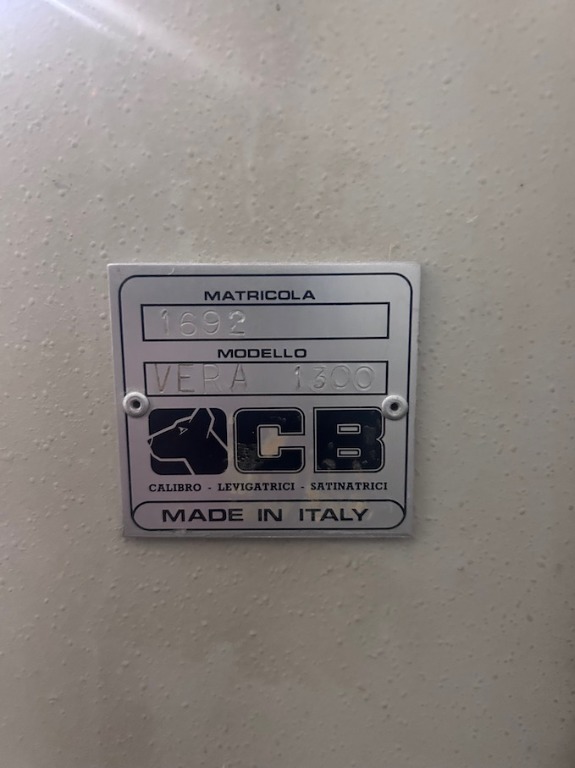 MATRICOLA
1692
MODELLO
VERA 1300
CB
CALIBRO - LEVIGATRICI - SATINATRICI
MADE IN ITALY